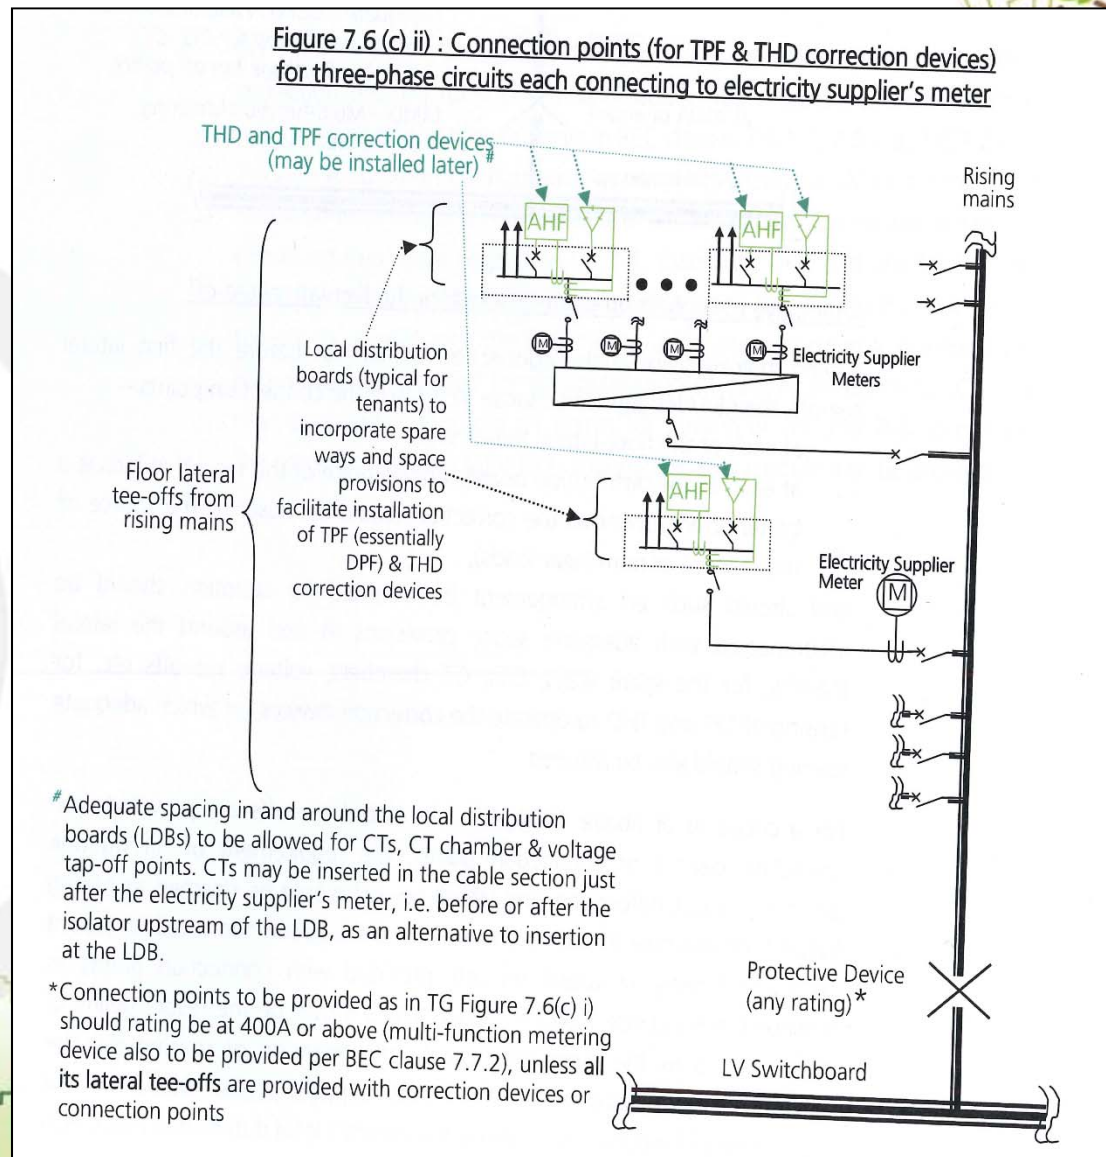 Figure 7.6 (c) ii) : Connection points (for TPF & THD correction devices)
for three-phase circuits each connecting to electricity supplier's meter
THD and TPF correction devices
(may be installed later) #
Rising
mains
AHF
AHF
Local distribution
boards (typical for
tenants) to
incorporate spare
ways and space
provisions to
facilitate installation
of TPF (essentially
DPF) & THD
correction devices
M
M
M
M
Electricity Supplier
Meters
Floor lateral
tee-offs from
rising mains
AHF
Electricity Supplier
Meter
M
#Adequate spacing in and around the local distribution
boards (LDBs) to be allowed for CTs, CT chamber & voltage
tap-off points. CTs may be inserted in the cable section just
after the electricity supplier's meter, i.e. before or after the
isolator upstream of the LDB, as an alternative to insertion
at the LDB.
Protective Device
(any rating)*
*Connection points to be provided as in TG Figure 7.6(c) i)
should rating be at 400A or above (multi-function metering
device also to be provided per BEC clause 7.7.2), unless all
its lateral tee-offs are provided with correction devices or
connection points
LV Switchboard